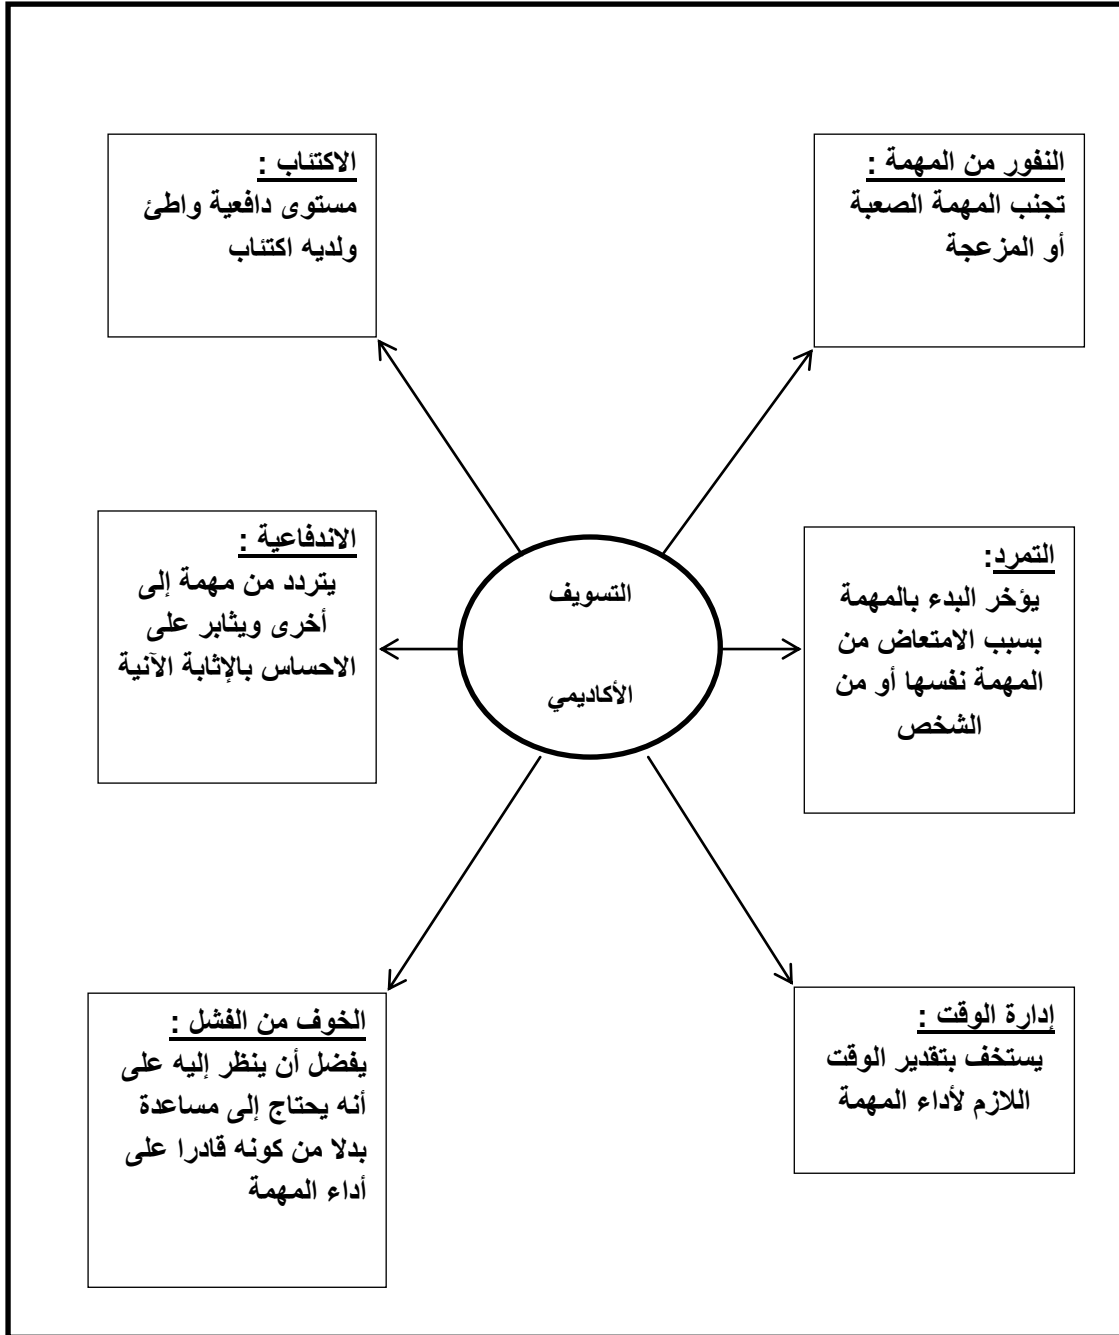 النفور من المهمة :
تجنب المهمة الصعبة
أو المزعجة
الاكتئاب :
مستوى دافعية واطئ
ولديه اكتئاب
التمرد:
يؤخر البدء بالمهمة
بسبب الامتعاض من
المهمة نفسها أو من
الشخص
التسويف
الأكاديمي
الاندفاعية :
يتردد من مهمة إلى
أخرى ويثابر على
الاحساس بالإثابة الآنية
إدارة الوقت :
يستخف بتقدير الوقت
اللازم لأداء المهمة
الخوف من الفشل :
يفضل أن ينظر إليه على
أنه يحتاج إلى مساعدة
بدلا من كونه قادرا على
أداء المهمة